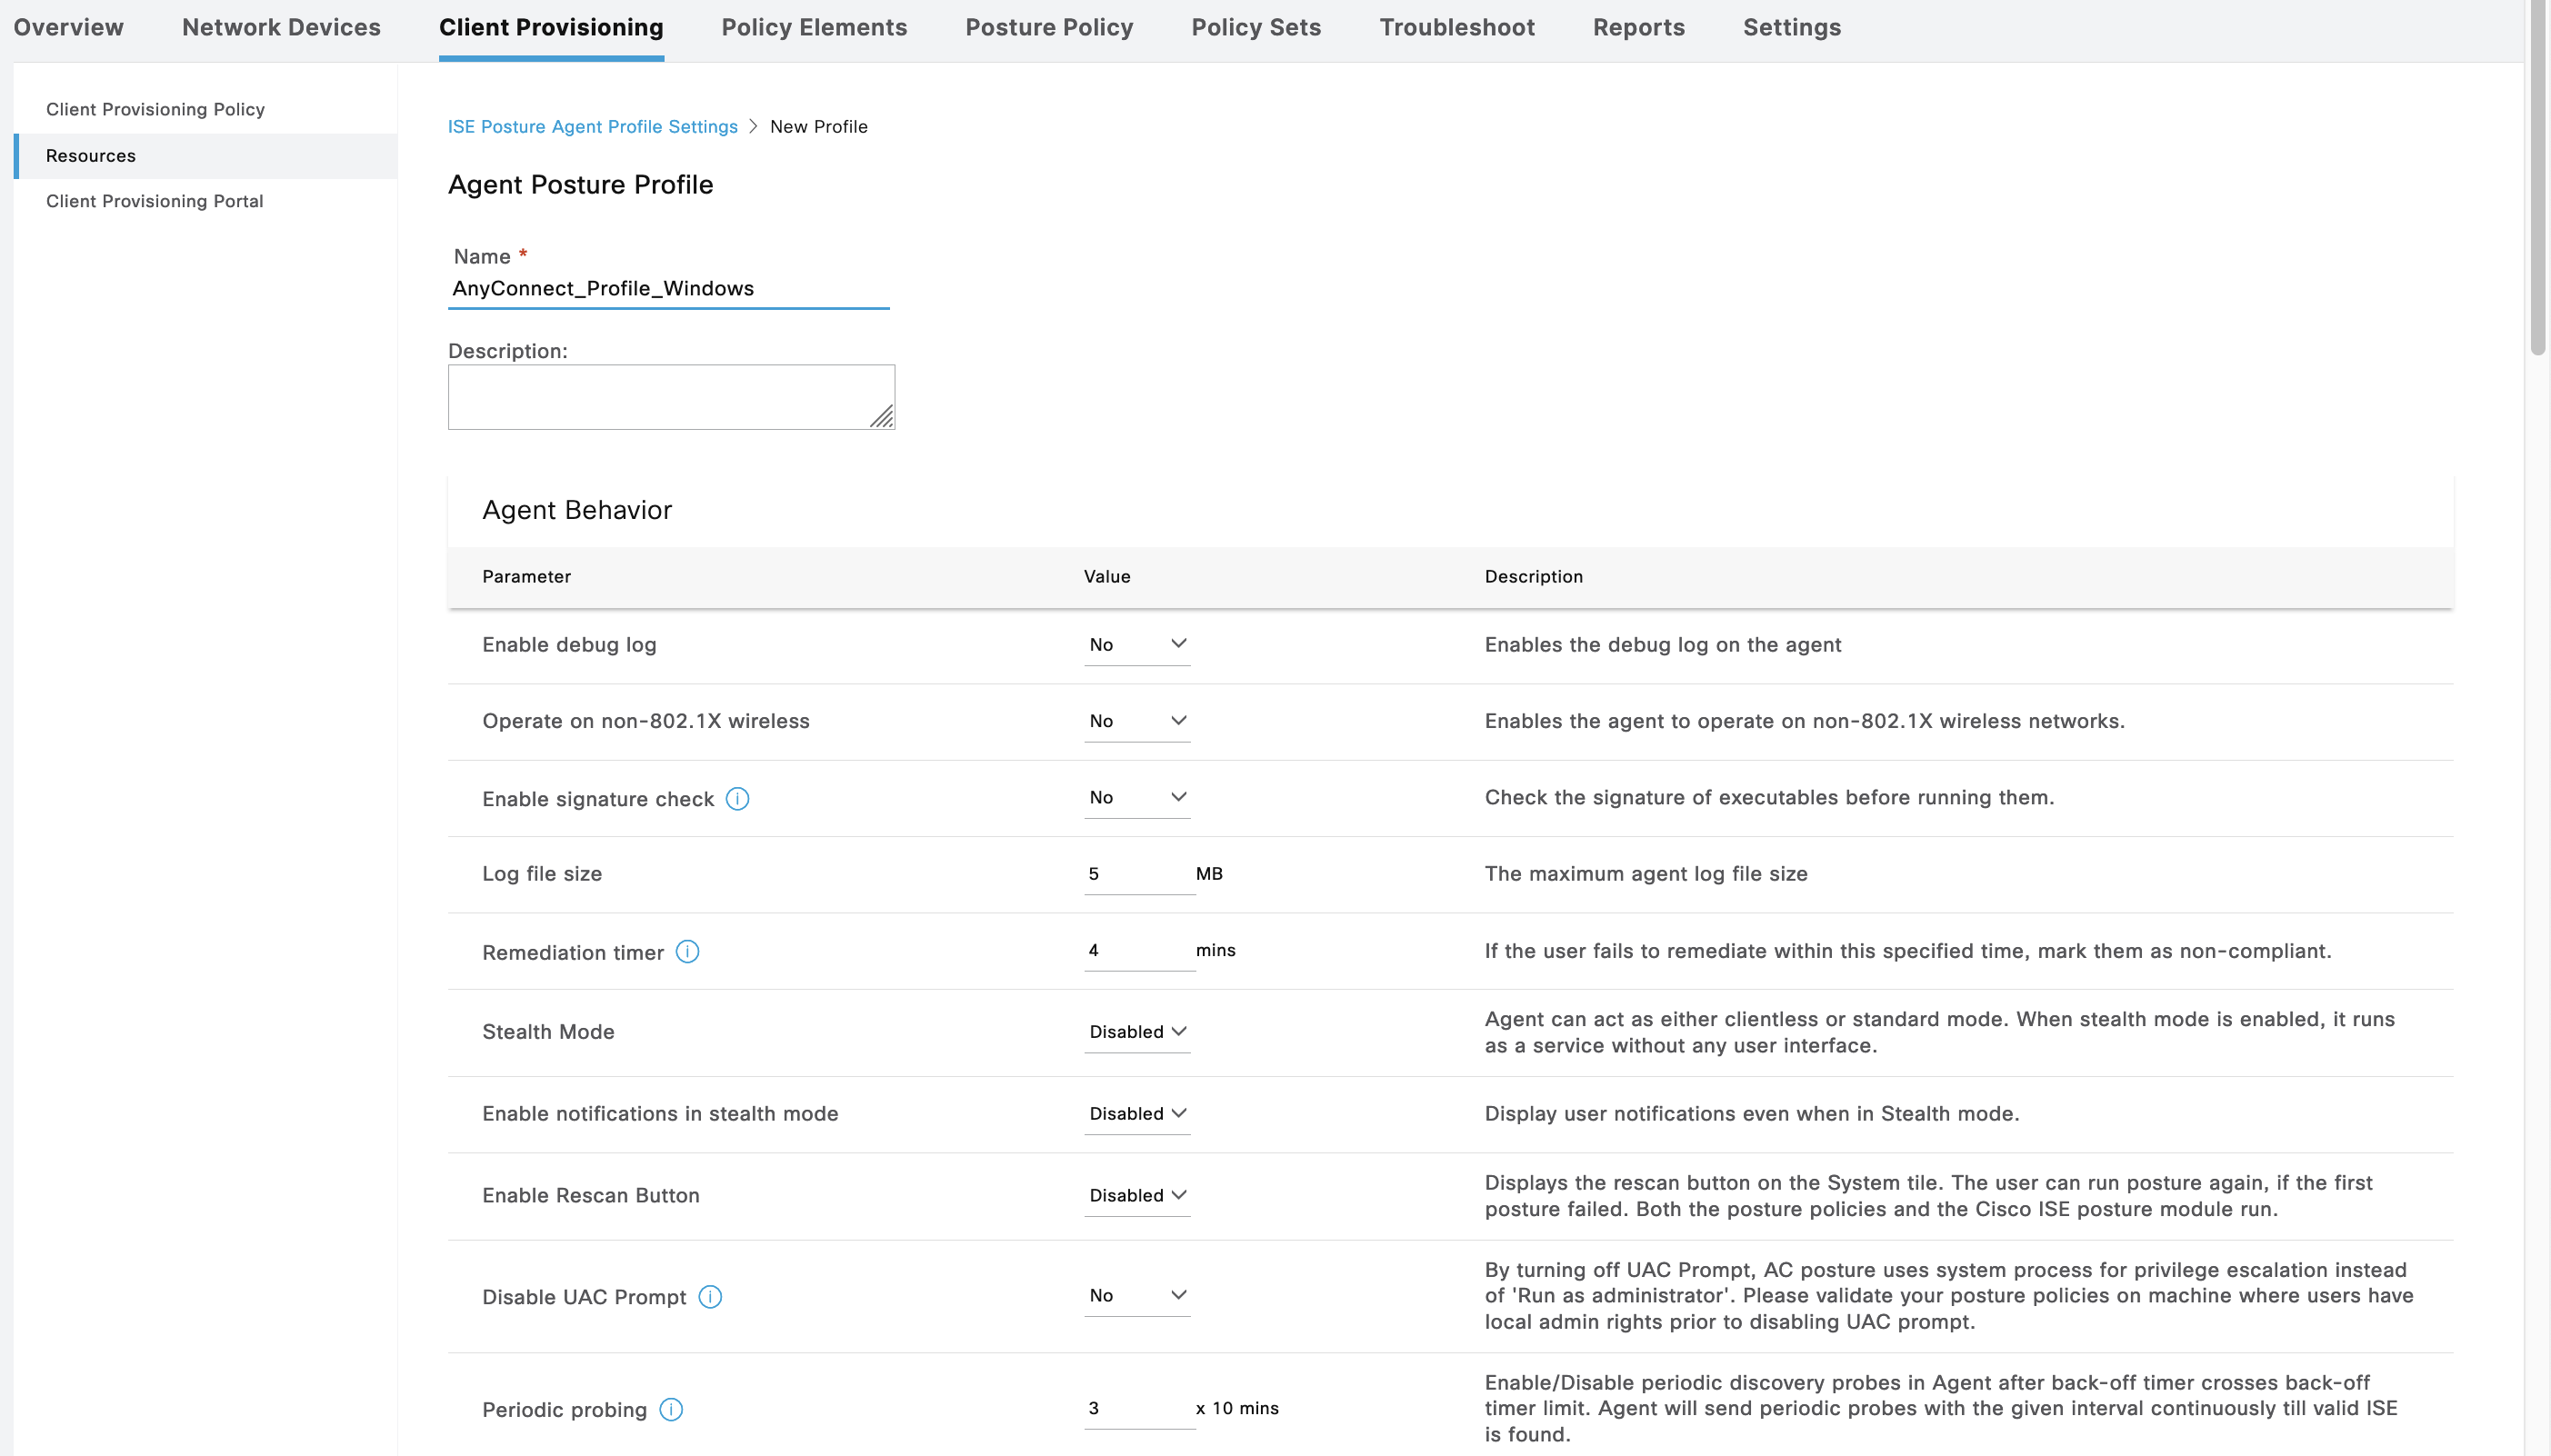 Overview Network Devices Client Provisioning Policy Elements Posture Policy Policy Sets Troubleshoot Reports Settings
Client Provisioning Policy
Resources
Client Provisioning Portal
ISE Posture Agent Profile Settings > New Profile
Agent Posture Profile
Name *
AnyConnect_Profile_Windows
Description:
Agent Behavior
Parameter Value Description
Enable debug log No Enables the debug log on the agent
Operate on non-802.1X wireless No Enables the agent to operate on non-802.1X wireless networks.
Enable signature check No Check the signature of executables before running them.
Log file size 5 MB The maximum agent log file size
Remediation timer 4 mins If the user fails to remediate within this specified time, mark them as non-compliant.
Stealth Mode Disabled Agent can act as either clientless or standard mode. When stealth mode is enabled, it runs
as a service without any user interface.
Enable notifications in stealth mode Disabled Display user notifications even when in Stealth mode.
Enable Rescan Button Disabled Displays the rescan button on the System tile. The user can run posture again, if the first
posture failed. Both the posture policies and the Cisco ISE posture module run.
Disable UAC Prompt No By turning off UAC Prompt, AC posture uses system process for privilege escalation instead
of 'Run as administrator'. Please validate your posture policies on machine where users have
local admin rights prior to disabling UAC prompt.
Periodic probing 3 x 10 mins Enable/Disable periodic discovery probes in Agent after back-off timer crosses back-off
timer limit. Agent will send periodic probes with the given interval continuously till valid ISE
is found.